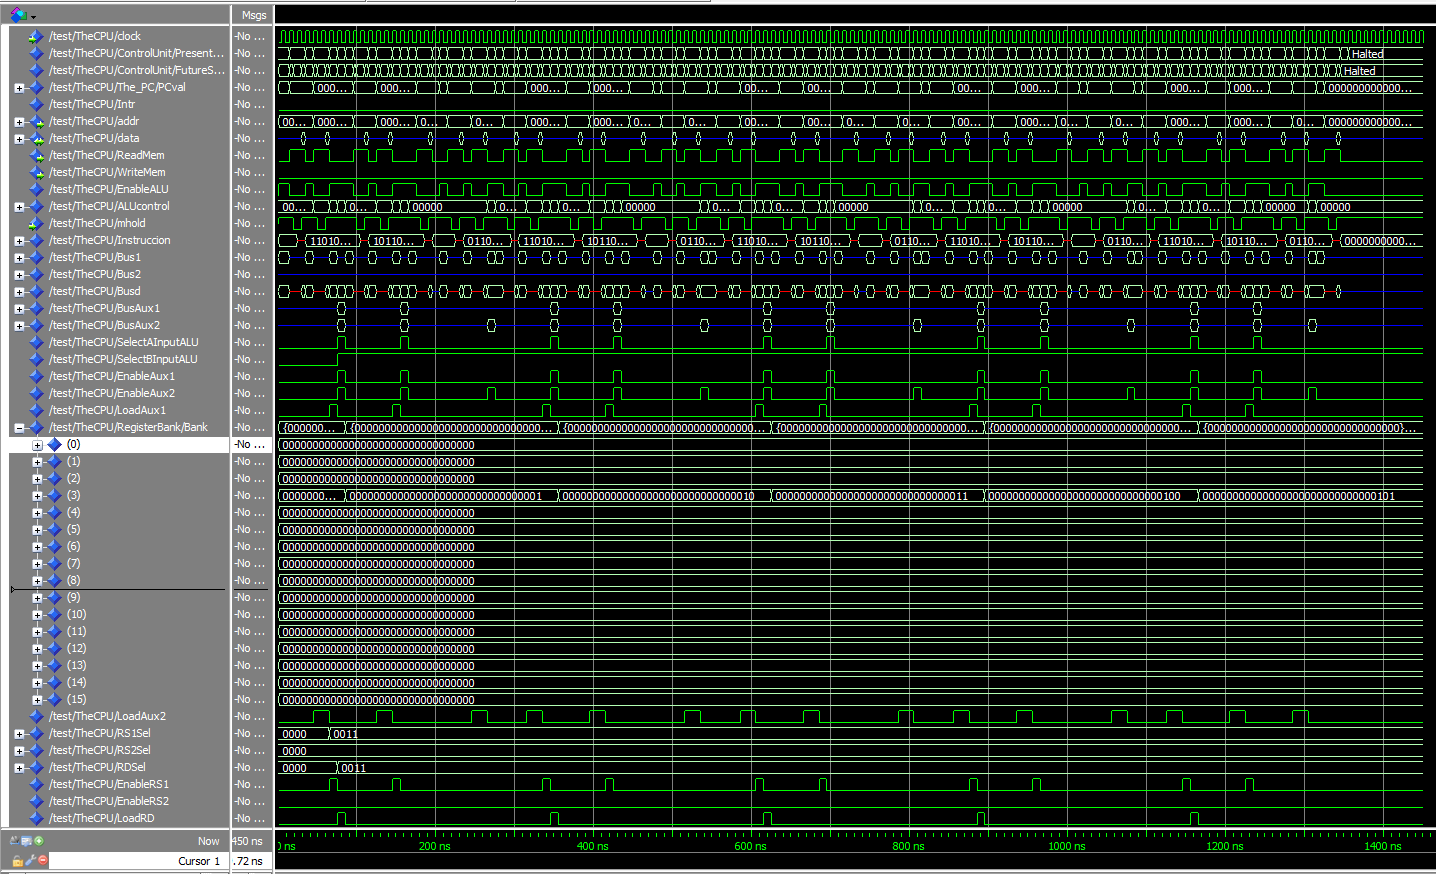 Msgs
/test/TheCPU/clock -No ...
/test/TheCPU/ControlUnit/Present... -No ... Halted
/test/TheCPU/ControlUnit/FutureS... -No ... Halted
/test/TheCPU/The_PC/PCval -No ... 000... 000... 000... 000... 00... 00... 000... 000... 000... 000... 000000000000...
/test/TheCPU/Intr -No ...
/test/TheCPU/addr -No ... 00... 000... 000... 0... 0... 000... 000... 0... 0... 00... 00... 0... 0... 000... 000... 0... 0... 000... 000... 0... 000000000000...
/test/TheCPU/data -No ...
/test/TheCPU/ReadMem -No ...
/test/TheCPU/WriteMem -No ...
/test/TheCPU/EnableALU -No ...
/test/TheCPU/ALUcontrol -No ... 00... 0... 00000 0... 0... 00000 0... 0... 00000 0... 0... 00000 0... 0... 00000 00000
/test/TheCPU/mhold -No ...
/test/TheCPU/Instruccion -No ... 11010... 10110... 0110... 11010... 10110... 0110... 11010... 10110... 0110... 11010... 10110... 0110... 11010... 10110... 0110... 0000000000...
/test/TheCPU/Bus1 -No ...
/test/TheCPU/Bus2 -No ...
/test/TheCPU/Busd -No ...
/test/TheCPU/BusAux1 -No ...
/test/TheCPU/BusAux2 -No ...
/test/TheCPU/SelectAInputALU -No ...
/test/TheCPU/SelectBInputALU -No ...
/test/TheCPU/EnableAux1 -No ...
/test/TheCPU/EnableAux2 -No ...
/test/TheCPU/LoadAux1 -No ...
/test/TheCPU/RegisterBank/Bank -No ...
(0) -No ... 00000000000000000000000000000000
(1) -No ... 00000000000000000000000000000000
(2) -No ... 00000000000000000000000000000000
(3) -No ... 0000000... 00000000000000000000000000000001 00000000000000000000000000000010 00000000000000000000000000000011 00000000000000000000000000000100 00000000000000000000000000000101
(4) -No ... 00000000000000000000000000000000
(5) -No ... 00000000000000000000000000000000
(6) -No ... 00000000000000000000000000000000
(7) -No ... 00000000000000000000000000000000
(8) -No ... 00000000000000000000000000000000
(9) -No ... 00000000000000000000000000000000
(10) -No ... 00000000000000000000000000000000
(11) -No ... 00000000000000000000000000000000
(12) -No ... 00000000000000000000000000000000
(13) -No ... 00000000000000000000000000000000
(14) -No ... 00000000000000000000000000000000
(15) -No ... 00000000000000000000000000000000
/test/TheCPU/LoadAux2 -No ...
/test/TheCPU/RS1Sel -No ... 0000 0011
/test/TheCPU/RS2Sel -No ... 0000
/test/TheCPU/RDSel -No ... 0000 0011
/test/TheCPU/EnableRS1 -No ...
/test/TheCPU/EnableRS2 -No ...
/test/TheCPU/LoadRD -No ...
Now 450 ns ns 200 ns 400 ns 600 ns 800 ns 1000 ns 1200 ns 1400 ns
Cursor 1 .72 ns